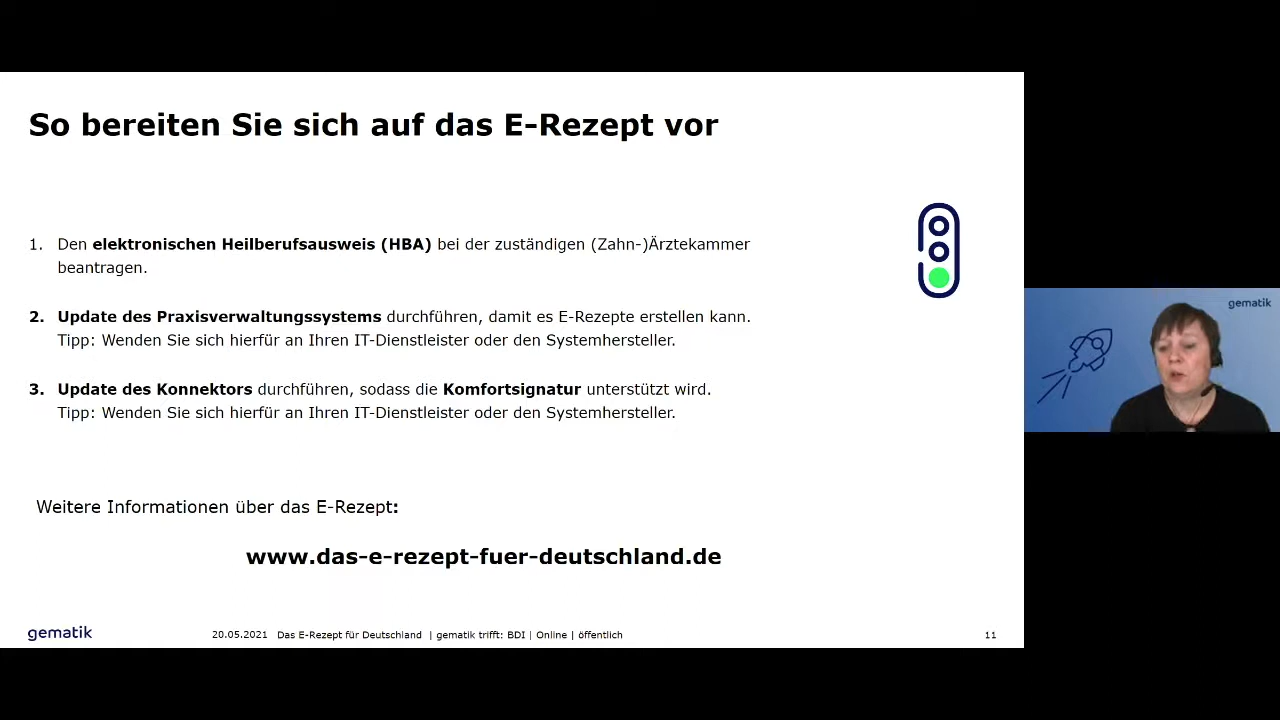 So bereiten Sie sich auf das E-Rezept vor
1. Den elektronischen Heilberufsausweis (HBA) bei der zuständigen (Zahn-)Ärztekammer
beantragen.
2. Update des Praxisverwaltungssystems durchführen, damit es E-Rezepte erstellen kann.
Tipp: Wenden Sie sich hierfür an Ihren IT-Dienstleister oder den Systemhersteller.
3. Update des Konnektors durchführen, sodass die Komfortsignatur unterstützt wird.
Tipp: Wenden Sie sich hierfür an Ihren IT-Dienstleister oder den Systemhersteller.
Weitere Informationen über das E-Rezept:
www.das-e-rezept-fuer-deutschland.de
gematik 20.05.2021 Das E-Rezept für Deutschland | gematik trifft: BDI | Online | öffentlich 11
gematik